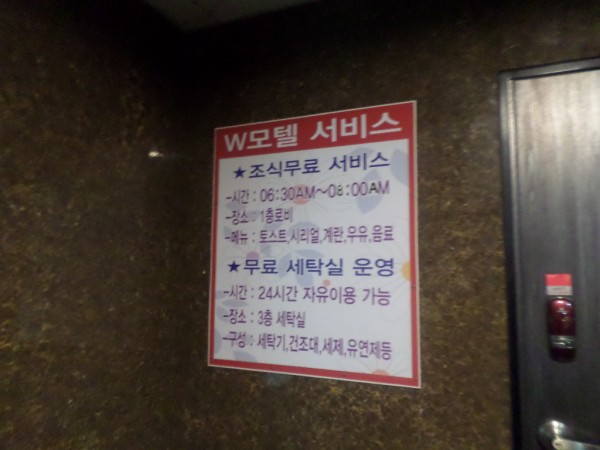 W모텔 서비스
★조식무료 서비스
-시간 : 06:30AM~08:00AM
-장소 : 1층로비
-메뉴 : 토스트,시리얼,계란,우유,음료
★무료 세탁실 운영
-시간 : 24시간 자유이용 가능
-장소 : 3층 세탁실
-구성 : 세탁기,건조대,세제,유연제등